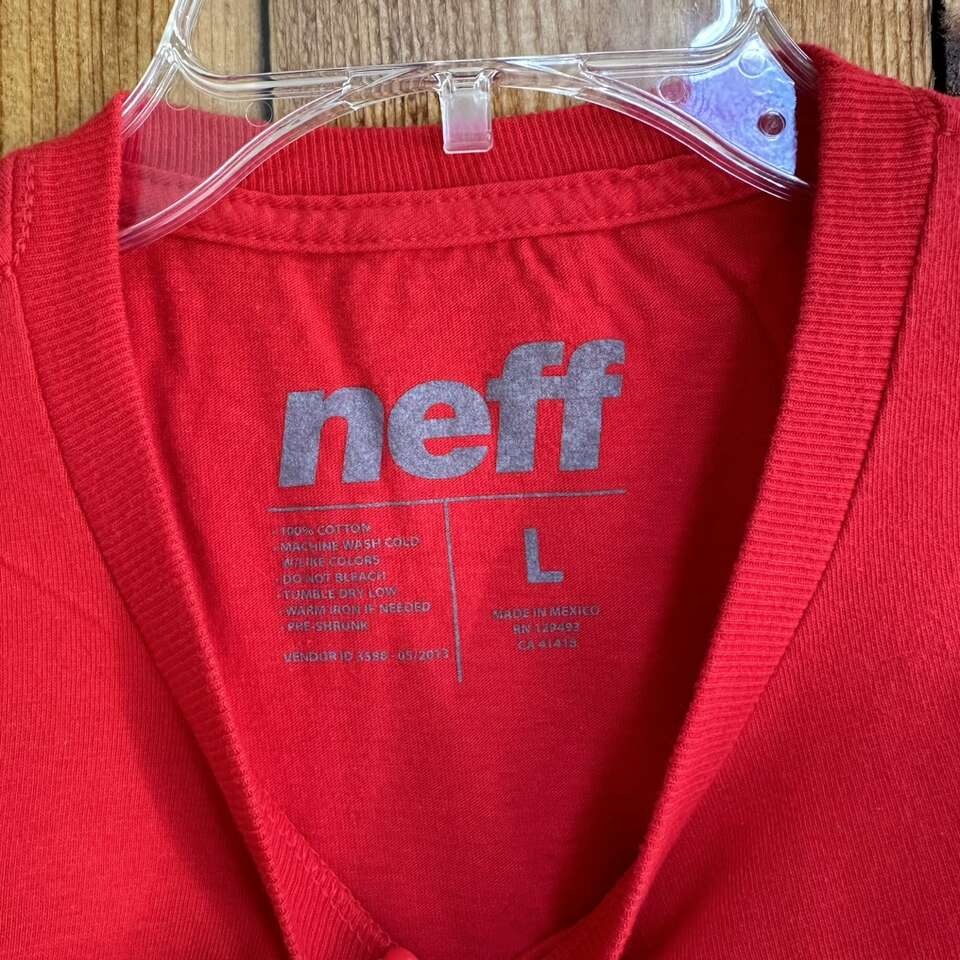 neff
- 100% COTTON
- MACHINE WASH COLD
W/LIKE COLORS
- DO NOT BLEACH
- TUMBLE DRY LOW
- WARM IRON IF NEEDED
- PRE-SHRUNK
VENDOR ID 3588 - 05/2013
L
MADE IN MEXICO
RN 129493
CA 41418